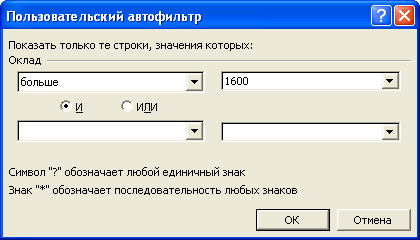 Пользовательский автофильтр
Показать только те строки, значения которых:
Оклад
больше 1600
И ИЛИ
Символ "?" обозначает любой единичный знак
Знак "*" обозначает последовательность любых знаков
ОК Отмена